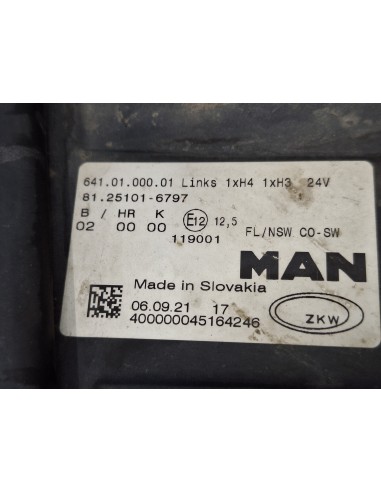 641.01.000.01 Links 1xH4 1xH3 24V
81.25101-6797
B / HR K
02 00 00 E12 12,5 FL/NSW CO-SW
119001
MAN
Made in Slovakia
06.09.21 17
400000045164246
ZKW